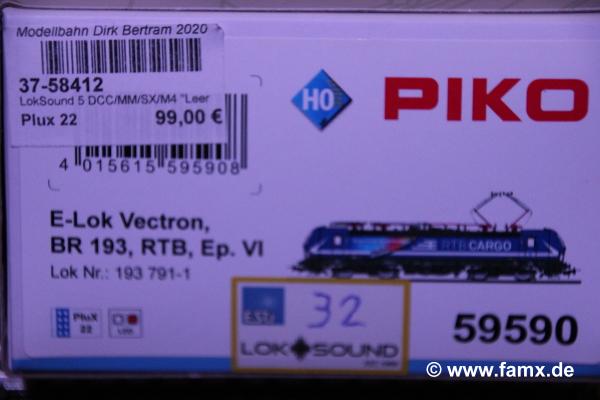 Modellbahn Dirk Bertram 2020
37-58412
LokSound 5 DCC/MM/SX/M4 "Leer
Plux 22 99,00 €
4 015615 595908
H0
PIKO
E-Lok Vectron,
BR 193, RTB, Ep. VI
Lok Nr.: 193 791-1
RTB CARGO
PluX
22
ESU
32
LOKSOUND
59590
© www.famx.de